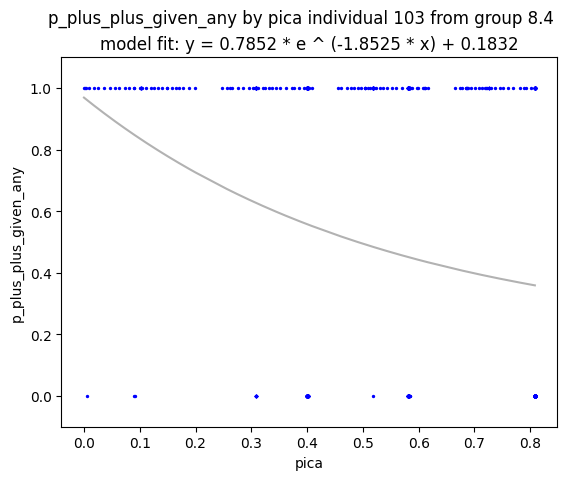 p_plus_plus_given_any by pica individual 103 from group 8.4
model fit: y = 0.7852 * e ^ (-1.8525 * x) + 0.1832
1.0
0.8
0.6
0.4
0.2
0.0
p_plus_plus_given_any
0.0 0.1 0.2 0.3 0.4 0.5 0.6 0.7 0.8
pica